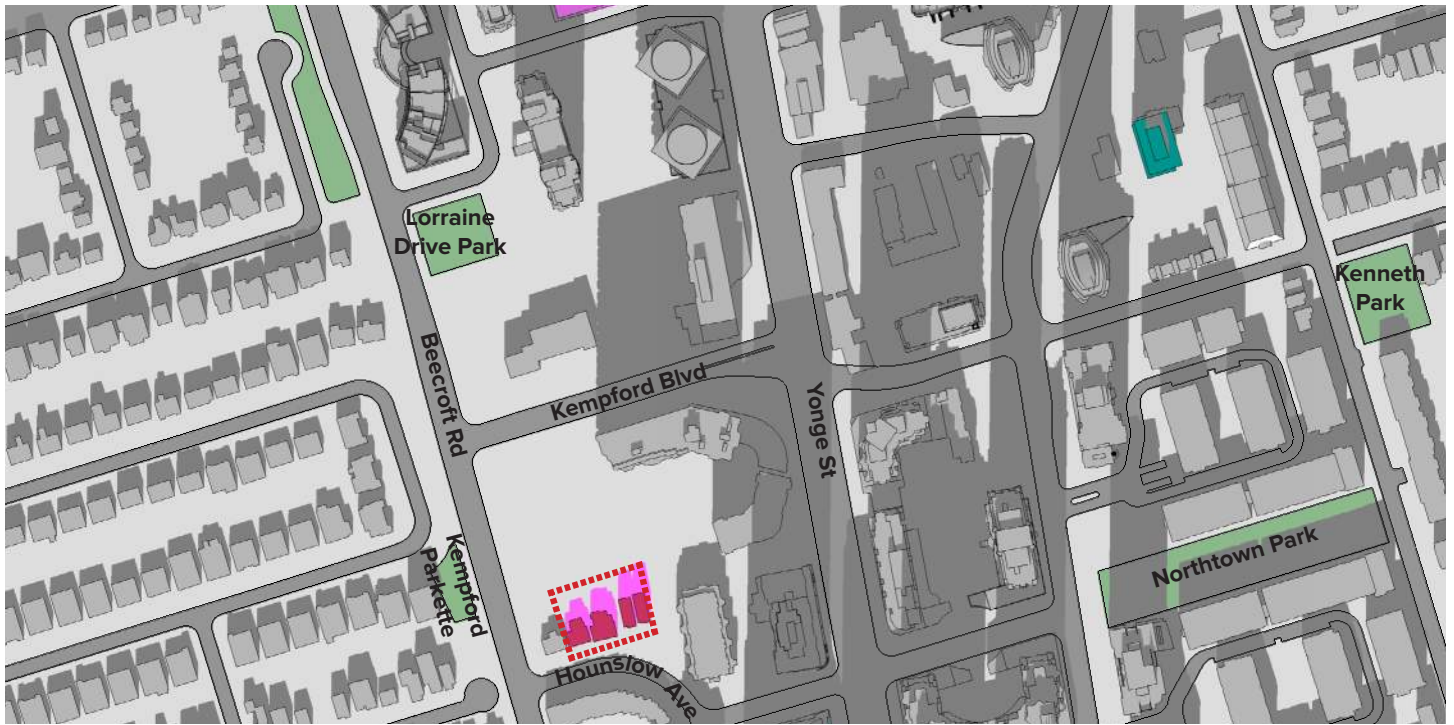 Lorraine
Drive Park
Kenneth
Park
Beecroft Rd
Kempford Blvd
Yonge St
Kempford
Parkette
Northtown Park
Hounslow Ave